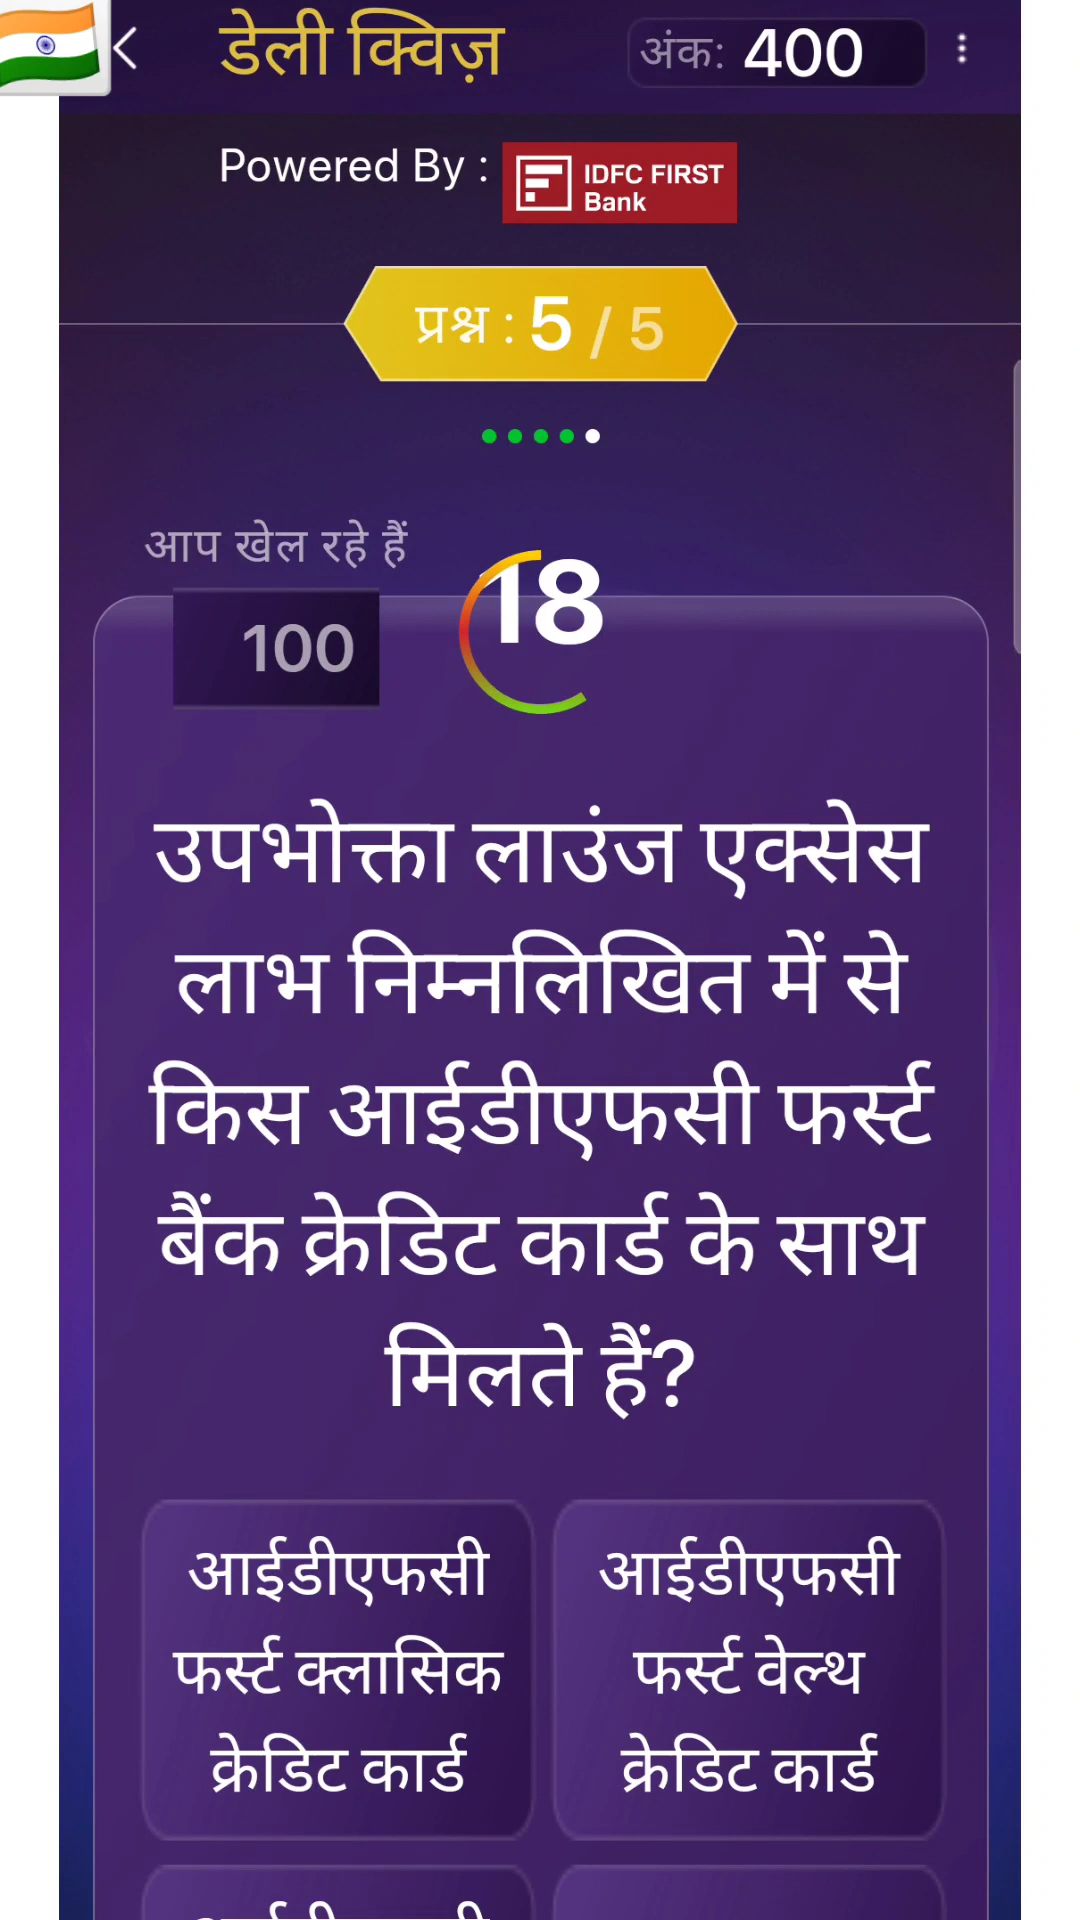 डेली क्विज़
अंक: 400
Powered By :
IDFC FIRST
Bank
प्रश्न : 5 / 5
आप खेल रहे हैं
100
18
उपभोक्ता लाउंज एक्सेस
लाभ निम्नलिखित में से
किस आईडीएफसी फर्स्ट
बैंक क्रेडिट कार्ड के साथ
मिलते हैं?
आईडीएफसी
फर्स्ट क्लासिक
क्रेडिट कार्ड
आईडीएफसी
फर्स्ट वेल्थ
क्रेडिट कार्ड